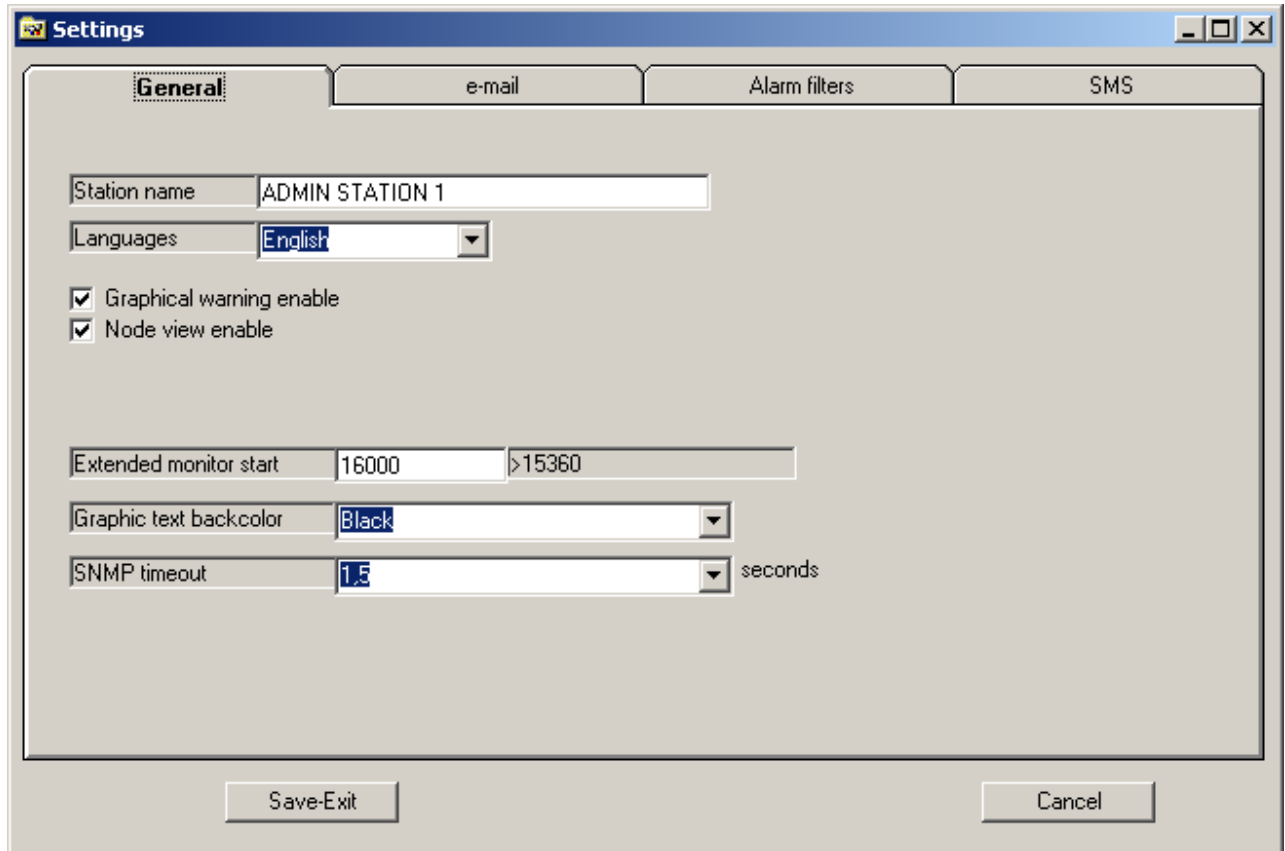 Settings
General e-mail Alarm filters SMS
Station name ADMIN STATION 1
Languages English
Graphical warning enable
Node view enable
Extended monitor start 16000 >15360
Graphic text backcolor Black
SNMP timeout 1,5 seconds
Save-Exit Cancel